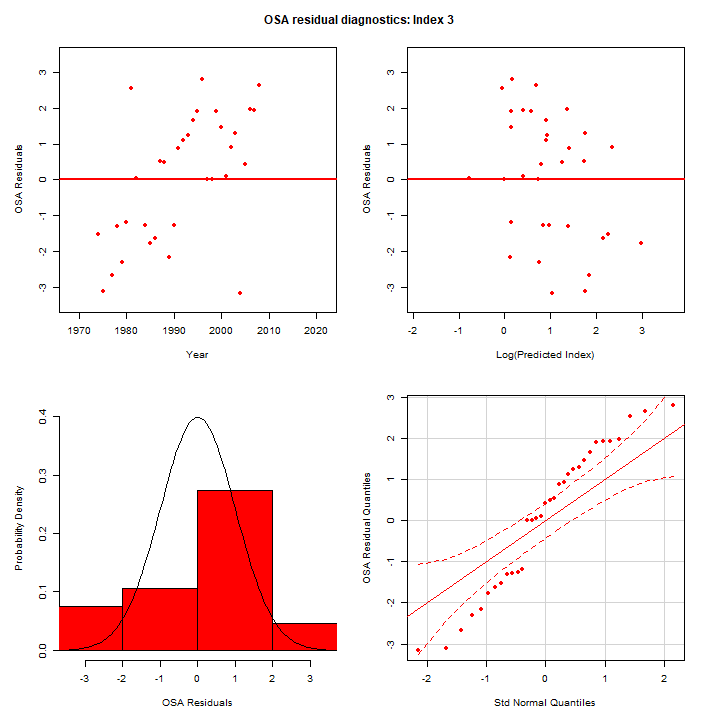 OSA residual diagnostics: Index 3
OSA Residuals
3
2
1
0
-1
-2
-3
1970 1980 1990 2000 2010 2020
Year
OSA Residuals
3
2
1
0
-1
-2
-3
-2 -1 0 1 2 3
Log(Predicted Index)
Probability Density
0.4
0.3
0.2
0.1
0.0
-3 -2 -1 0 1 2 3
OSA Residuals
OSA Residual Quantiles
3
2
1
0
-1
-2
-3
-2 -1 0 1 2
Std Normal Quantiles